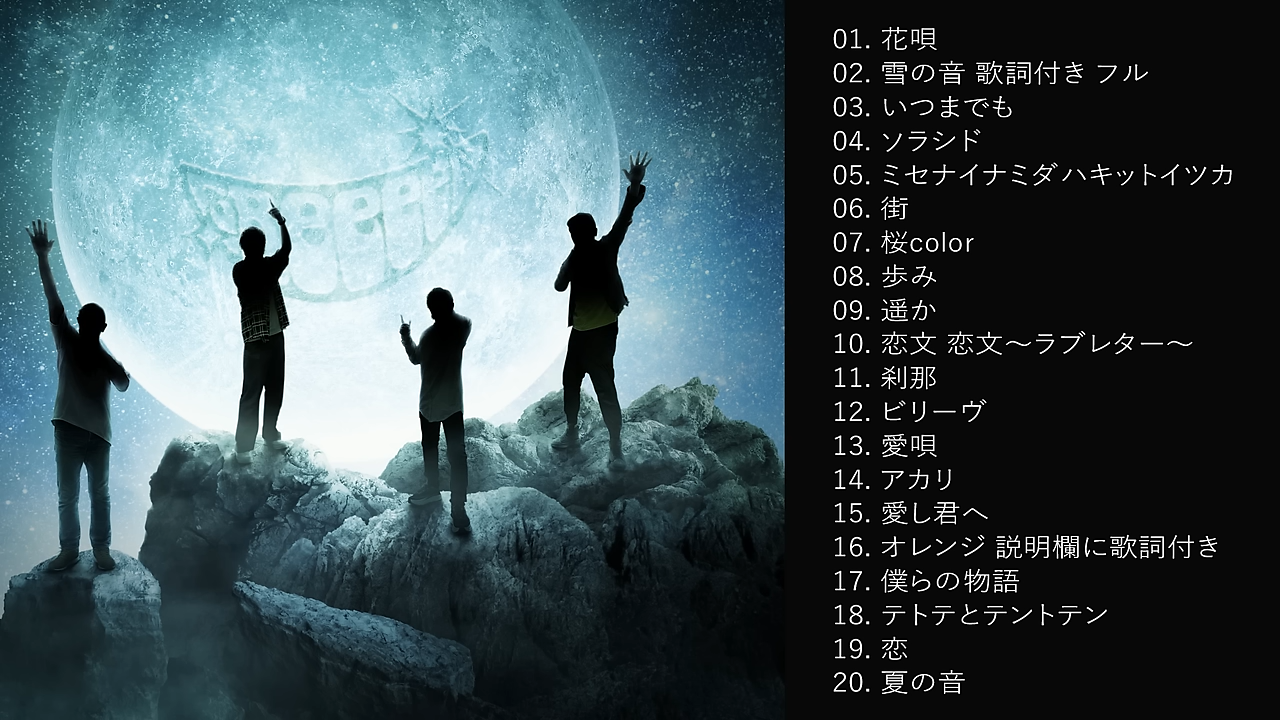 01. 花唄
02. 雪の音 歌詞付き フル
03. いつまでも
04. ソラシド
05. ミセナイナミダハキットイツカ
06. 街
07. 桜color
08. 歩み
09. 遥か
10. 恋文 恋文〜ラブレター〜
11. 刹那
12. ビリーヴ
13. 愛唄
14. アカリ
15. 愛し君へ
16. オレンジ 説明欄に歌詞付き
17. 僕らの物語
18. テトテとテントテン
19. 恋
20. 夏の音